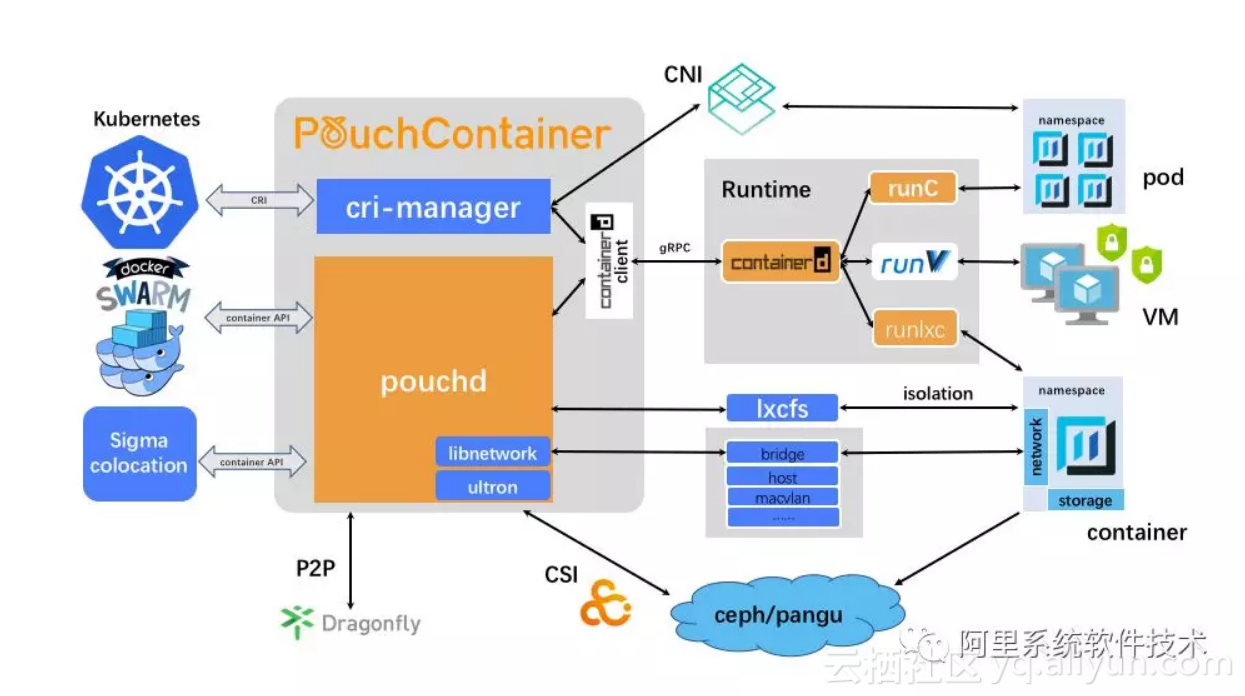 Kubernetes
CRI
docker
SWARM
container API
Sigma
colocation
container API
PouchContainer
cri-manager
pouchd
libnetwork
ultron
containerd
client
gRPC
CNI
Runtime
containerd
runC
runV
runlxc
namespace
pod
VM
lxcfs
isolation
bridge
host
macvlan
......
namespace
network
storage
container
P2P
Dragonfly
CSI
ceph/pangu
阿里系统软件技术
云栖社区 yq.aliyun.com